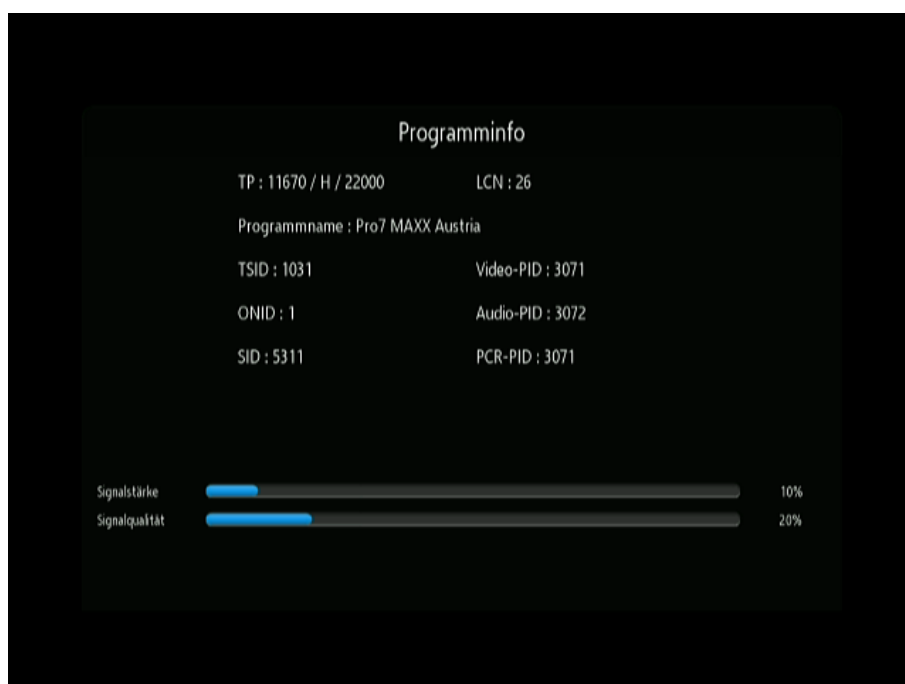 Programminfo
TP : 11670 / H / 22000 LCN : 26
Programmname : Pro7 MAXX Austria
TSID : 1031 Video-PID : 3071
ONID : 1 Audio-PID : 3072
SID : 5311 PCR-PID : 3071
Signalstärke 10%
Signalqualität 20%